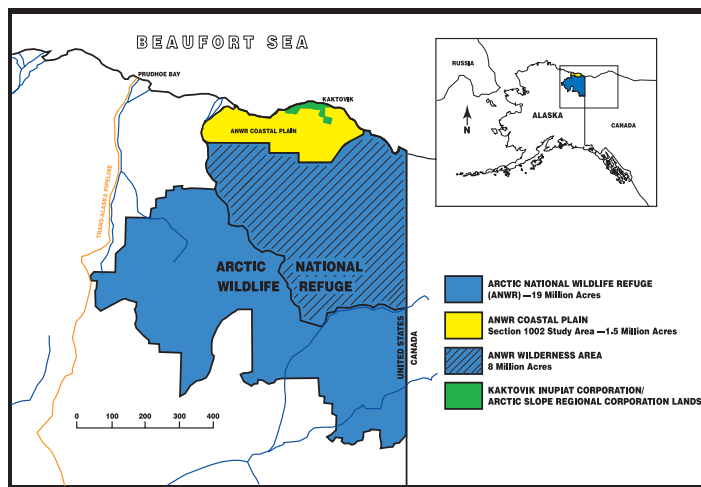 BEAUFORT SEA
PRUDHOE BAY
KAKTOVIK
ANWR COASTAL PLAIN
TRANS-ALASKA PIPELINE
ARCTIC NATIONAL
WILDLIFE REFUGE
UNITED STATES
CANADA
0 100 200 300 400
RUSSIA
ALASKA
CANADA
N
ARCTIC NATIONAL WILDLIFE REFUGE
(ANWR) —19 Million Acres
ANWR COASTAL PLAIN
Section 1002 Study Area —1.5 Million Acres
ANWR WILDERNESS AREA
8 Million Acres
KAKTOVIK INUPIAT CORPORATION/
ARCTIC SLOPE REGIONAL CORPORATION LANDS